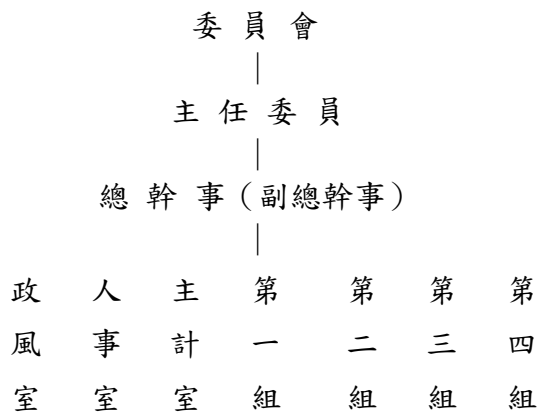 委員會
主任委員
總幹事（副總幹事）
政風室
人事室
主計室
第一組
第二組
第三組
第四組